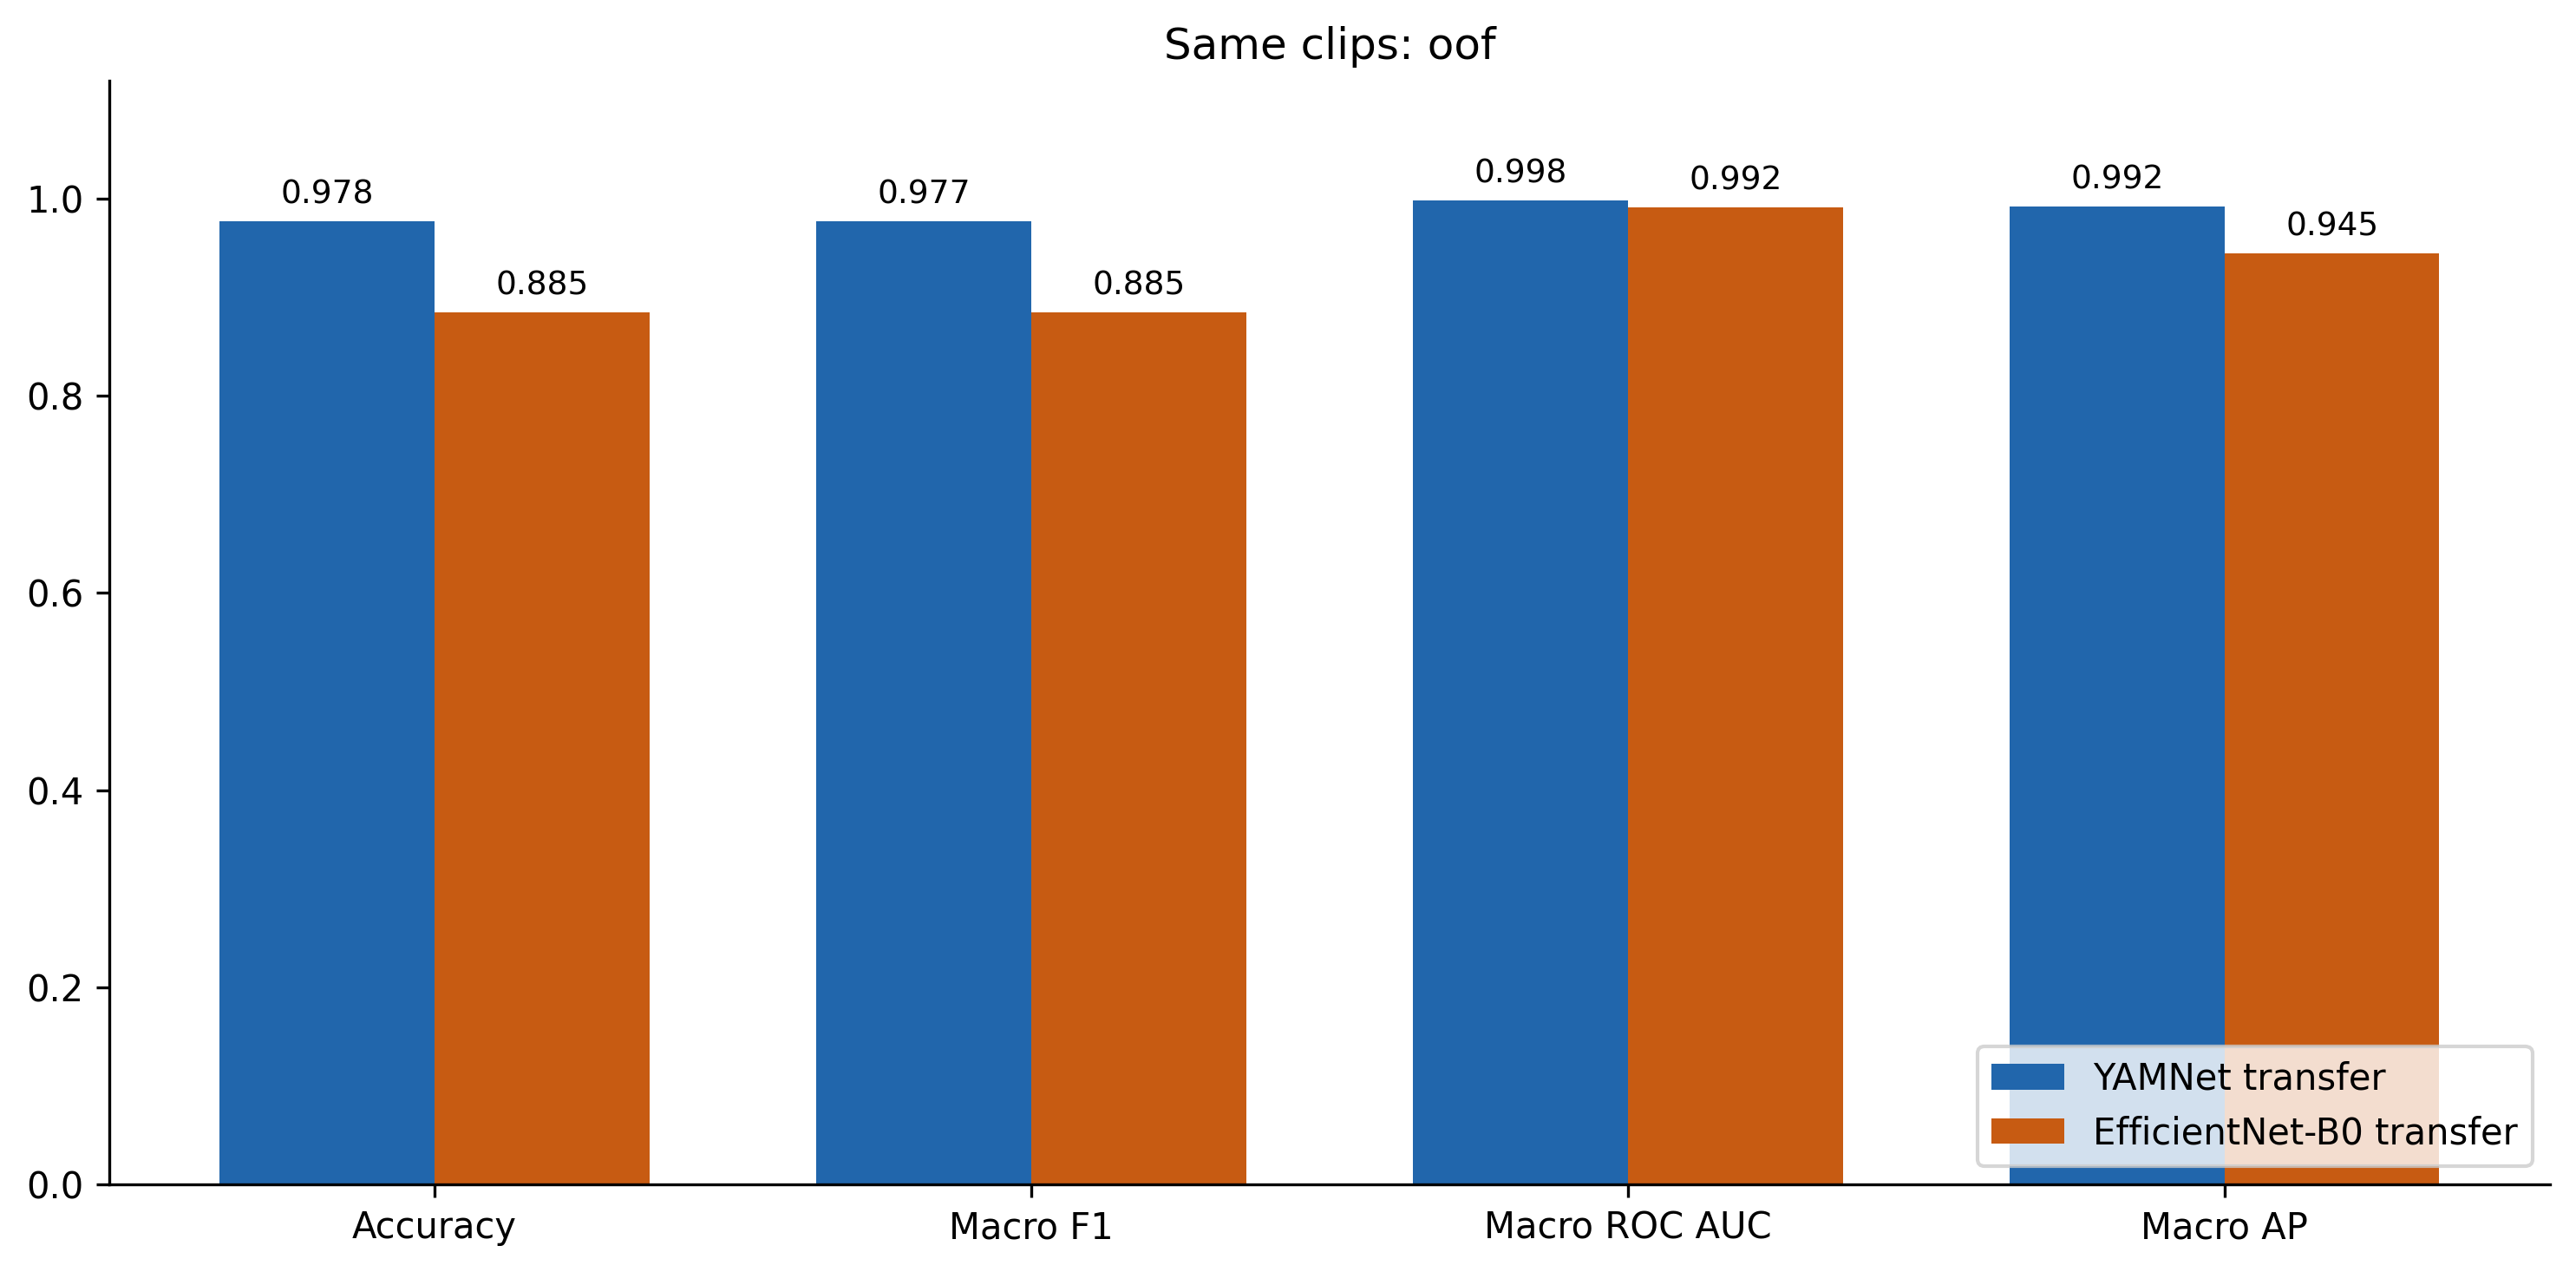 Same clips: oof
0.978
0.885
0.977
0.885
0.998
0.992
0.992
0.945
1.0
0.8
0.6
0.4
0.2
0.0
YAMNet transfer
EfficientNet-B0 transfer
Accuracy
Macro F1
Macro ROC AUC
Macro AP